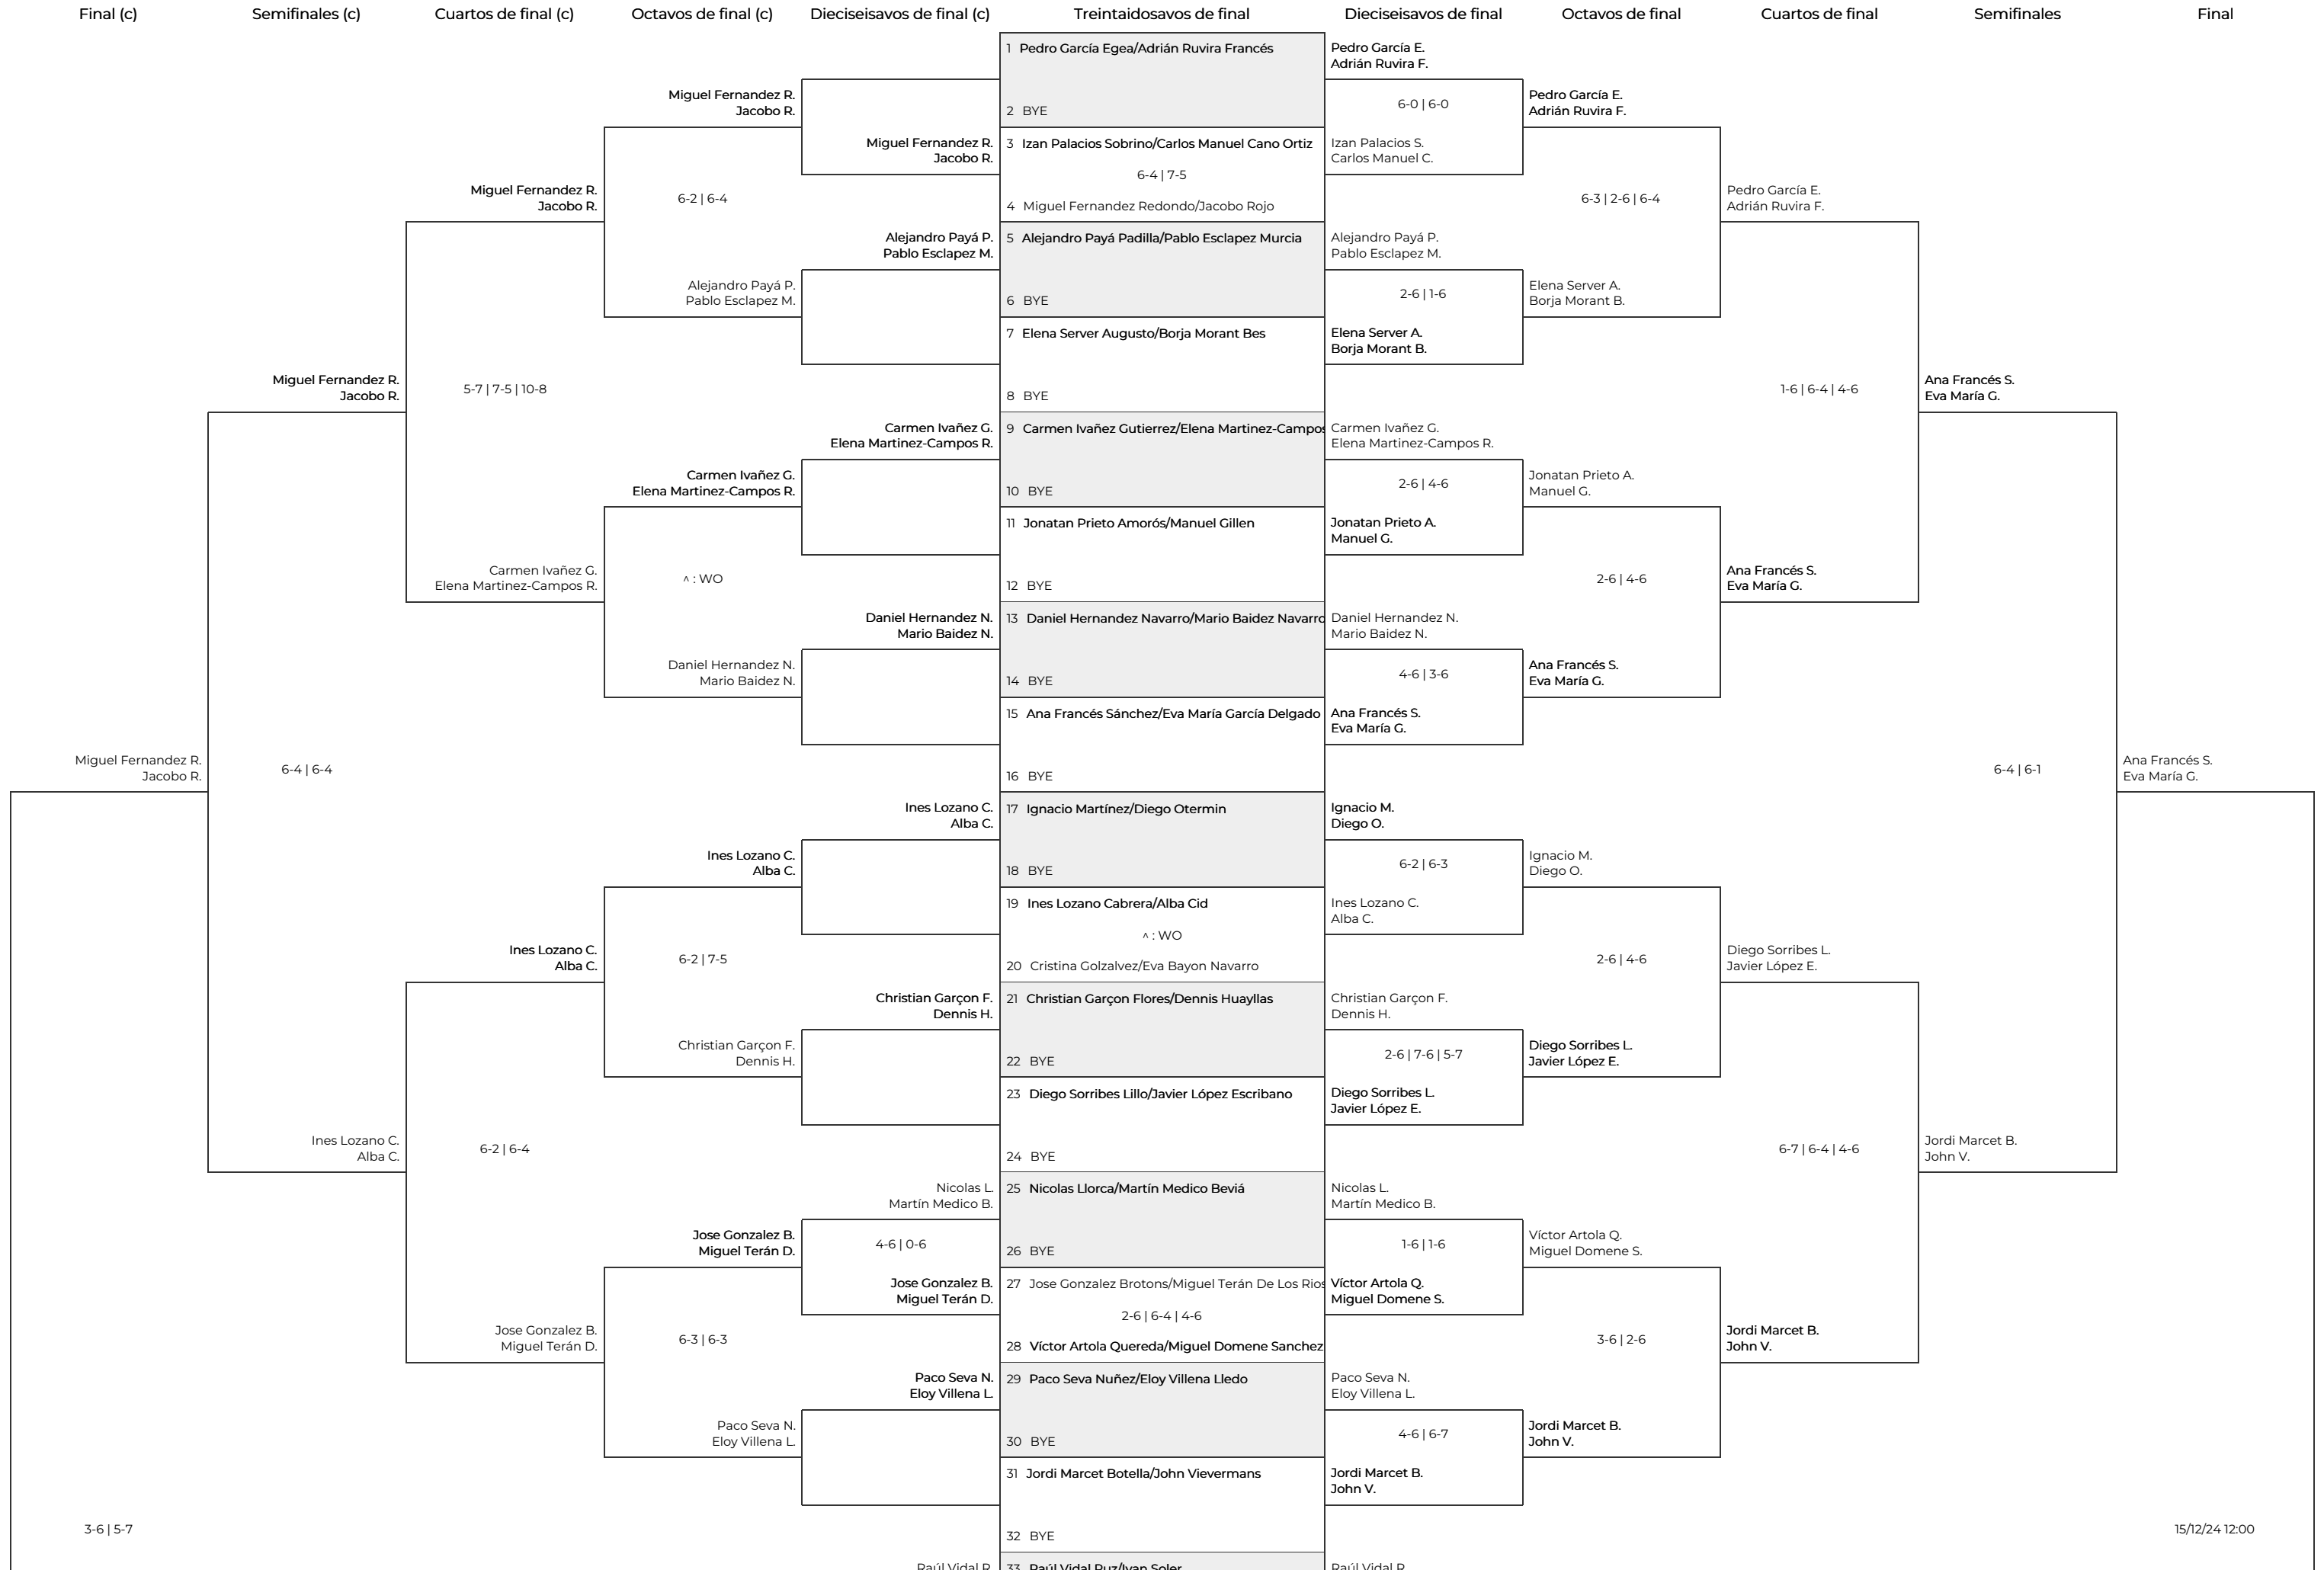 Final (c)
Semifinales (c)
Cuartos de final (c)
Octavos de final (c)
Dieciseisavos de final (c)
Treintaidosavos de final
Dieciseisavos de final
Octavos de final
Cuartos de final
Semifinales
Final
Miguel Fernandez R.
Jacobo R.
3-6 | 5-7
Miguel Fernandez R.
Jacobo R.
6-4 | 6-4
Ines Lozano C.
Alba C.
Miguel Fernandez R.
Jacobo R.
5-7 | 7-5 | 10-8
Carmen Ivañez G.
Elena Martinez-Campos R.
Ines Lozano C.
Alba C.
6-2 | 6-4
Jose Gonzalez B.
Miguel Terán D.
Miguel Fernandez R.
Jacobo R.
6-2 | 6-4
Alejandro Payá P.
Pablo Esclapez M.
Carmen Ivañez G.
Elena Martinez-Campos R.
^ : WO
Daniel Hernandez N.
Mario Baidez N.
Ines Lozano C.
Alba C.
6-2 | 7-5
Christian Garçon F.
Dennis H.
Jose Gonzalez B.
Miguel Terán D.
6-3 | 6-3
Paco Seva N.
Eloy Villena L.
Miguel Fernandez R.
Jacobo R.
Alejandro Payá P.
Pablo Esclapez M.
Carmen Ivañez G.
Elena Martinez-Campos R.
Daniel Hernandez N.
Mario Baidez N.
Ines Lozano C.
Alba C.
Christian Garçon F.
Dennis H.
Nicolas L.
Martín Medico B.
4-6 | 0-6
Jose Gonzalez B.
Miguel Terán D.
Paco Seva N.
Eloy Villena L.
Raúl Vidal R.
1 Pedro García Egea/Adrián Ruvira Francés
2 BYE
3 Izan Palacios Sobrino/Carlos Manuel Cano Ortiz
6-4 | 7-5
4 Miguel Fernandez Redondo/Jacobo Rojo
5 Alejandro Payá Padilla/Pablo Esclapez Murcia
6 BYE
7 Elena Server Augusto/Borja Morant Bes
8 BYE
9 Carmen Ivañez Gutierrez/Elena Martinez-Campos
10 BYE
11 Jonatan Prieto Amorós/Manuel Gillen
12 BYE
13 Daniel Hernandez Navarro/Mario Baidez Navarro
14 BYE
15 Ana Francés Sánchez/Eva María García Delgado
16 BYE
17 Ignacio Martínez/Diego Otermin
18 BYE
19 Ines Lozano Cabrera/Alba Cid
^ : WO
20 Cristina Golzalvez/Eva Bayon Navarro
21 Christian Garçon Flores/Dennis Huayllas
22 BYE
23 Diego Sorribes Lillo/Javier López Escribano
24 BYE
25 Nicolas Llorca/Martín Medico Beviá
26 BYE
27 Jose Gonzalez Brotons/Miguel Terán De Los Rios
2-6 | 6-4 | 4-6
28 Víctor Artola Quereda/Miguel Domene Sanchez
29 Paco Seva Nuñez/Eloy Villena Lledo
30 BYE
31 Jordi Marcet Botella/John Vievermans
32 BYE
33 Raúl Vidal Ruz/Ivan Soler
Pedro García E.
Adrián Ruvira F.
6-0 | 6-0
Izan Palacios S.
Carlos Manuel C.
Alejandro Payá P.
Pablo Esclapez M.
2-6 | 1-6
Elena Server A.
Borja Morant B.
Carmen Ivañez G.
Elena Martinez-Campos R.
2-6 | 4-6
Jonatan Prieto A.
Manuel G.
Daniel Hernandez N.
Mario Baidez N.
4-6 | 3-6
Ana Francés S.
Eva María G.
Ignacio M.
Diego O.
6-2 | 6-3
Ines Lozano C.
Alba C.
Christian Garçon F.
Dennis H.
2-6 | 7-6 | 5-7
Diego Sorribes L.
Javier López E.
Nicolas L.
Martín Medico B.
1-6 | 1-6
Víctor Artola Q.
Miguel Domene S.
Paco Seva N.
Eloy Villena L.
4-6 | 6-7
Jordi Marcet B.
John V.
Raúl Vidal R.
Pedro García E.
Adrián Ruvira F.
6-3 | 2-6 | 6-4
Elena Server A.
Borja Morant B.
Jonatan Prieto A.
Manuel G.
2-6 | 4-6
Ana Francés S.
Eva María G.
Ignacio M.
Diego O.
2-6 | 4-6
Diego Sorribes L.
Javier López E.
Víctor Artola Q.
Miguel Domene S.
3-6 | 2-6
Jordi Marcet B.
John V.
Pedro García E.
Adrián Ruvira F.
1-6 | 6-4 | 4-6
Ana Francés S.
Eva María G.
Diego Sorribes L.
Javier López E.
6-7 | 6-4 | 4-6
Jordi Marcet B.
John V.
Ana Francés S.
Eva María G.
6-4 | 6-1
Jordi Marcet B.
John V.
Ana Francés S.
Eva María G.
15/12/24 12:00